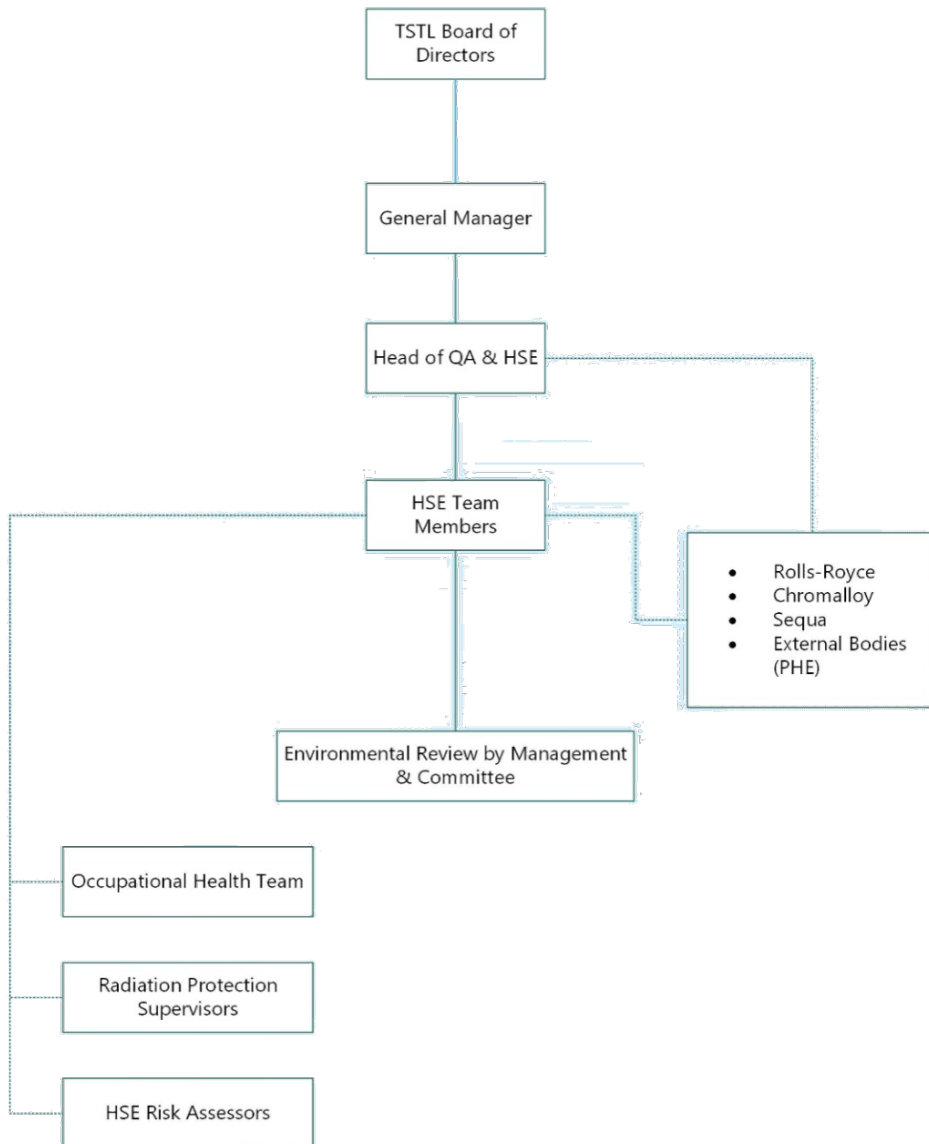 TSTL Board of
Directors
General Manager
Head of QA & HSE
HSE Team
Members
• Rolls-Royce
• Chromalloy
• Sequa
• External Bodies
(PHE)
Environmental Review by Management
& Committee
Occupational Health Team
Radiation Protection
Supervisors
HSE Risk Assessors